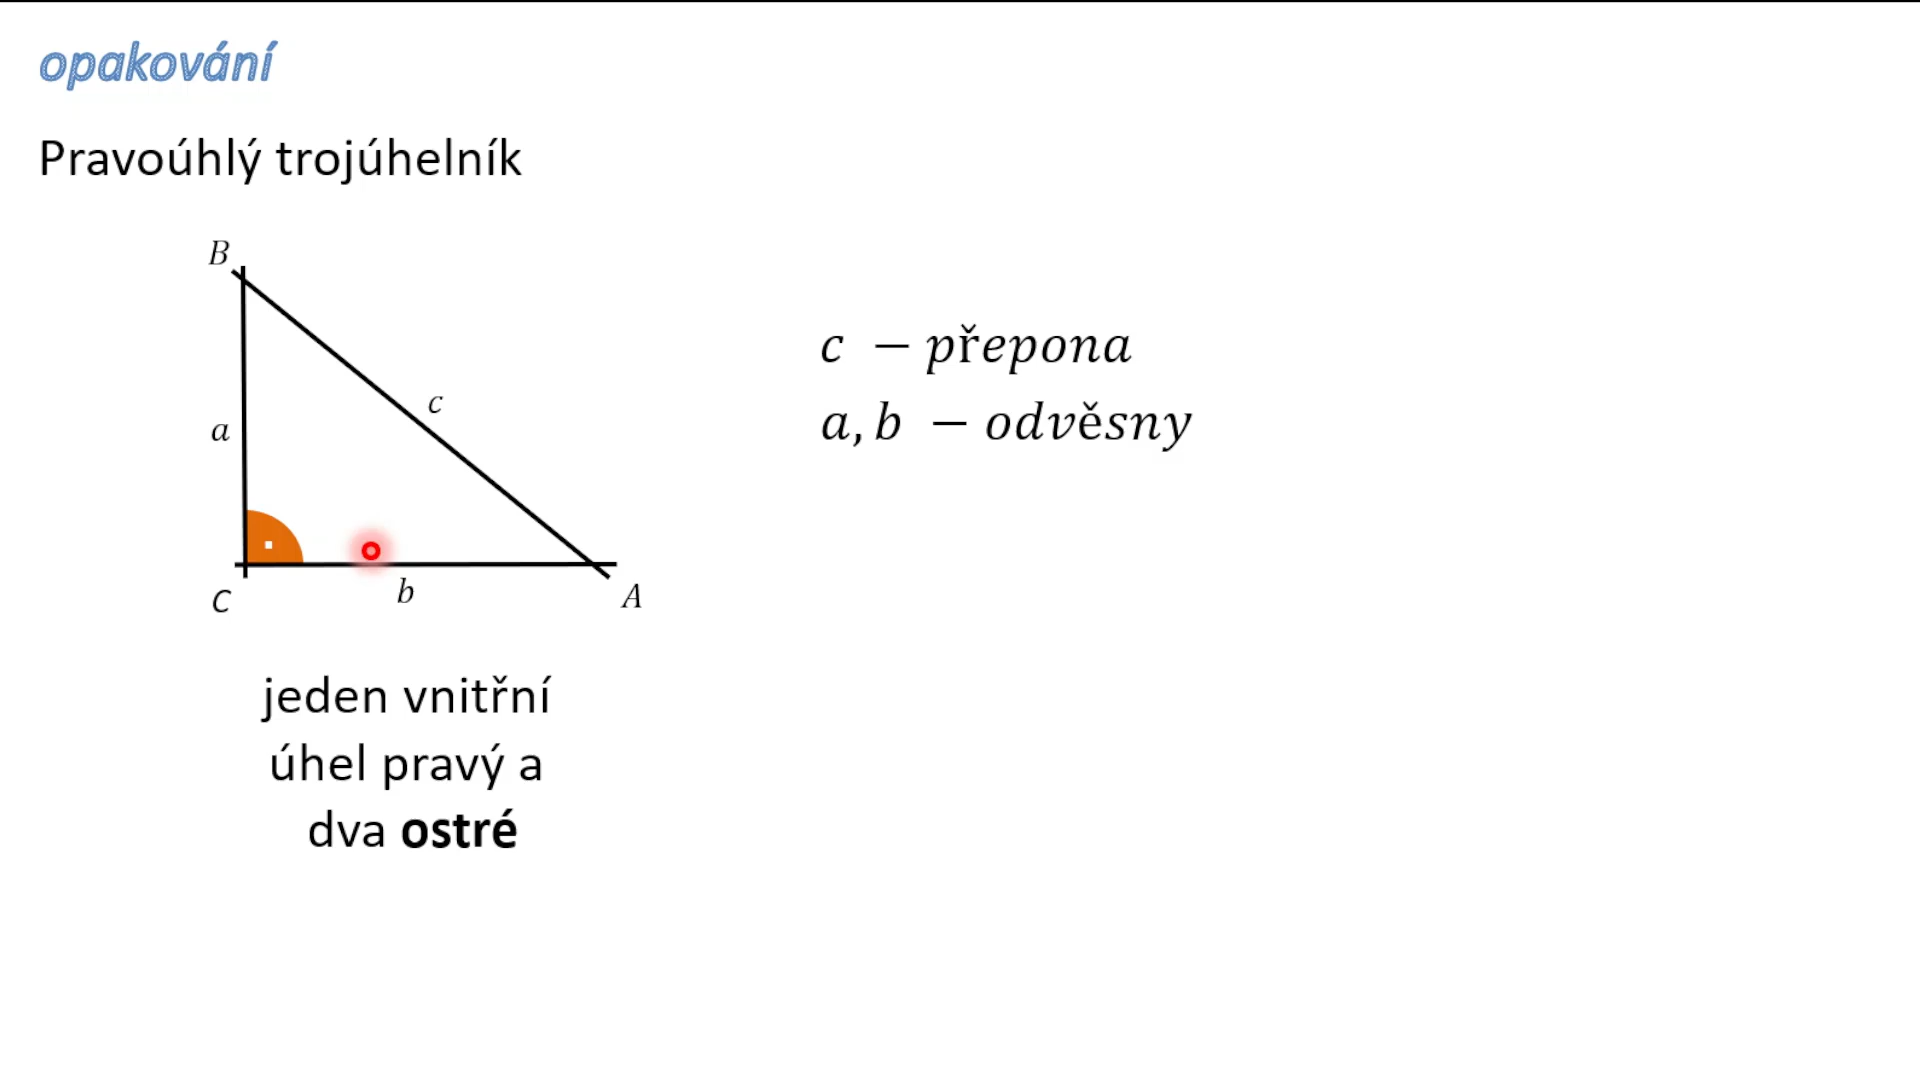 opakování
Pravoúhlý trojúhelník
B
c
a
b
C
A
c – přepona
a, b – odvěsny
jeden vnitřní
úhel pravý a
dva ostré